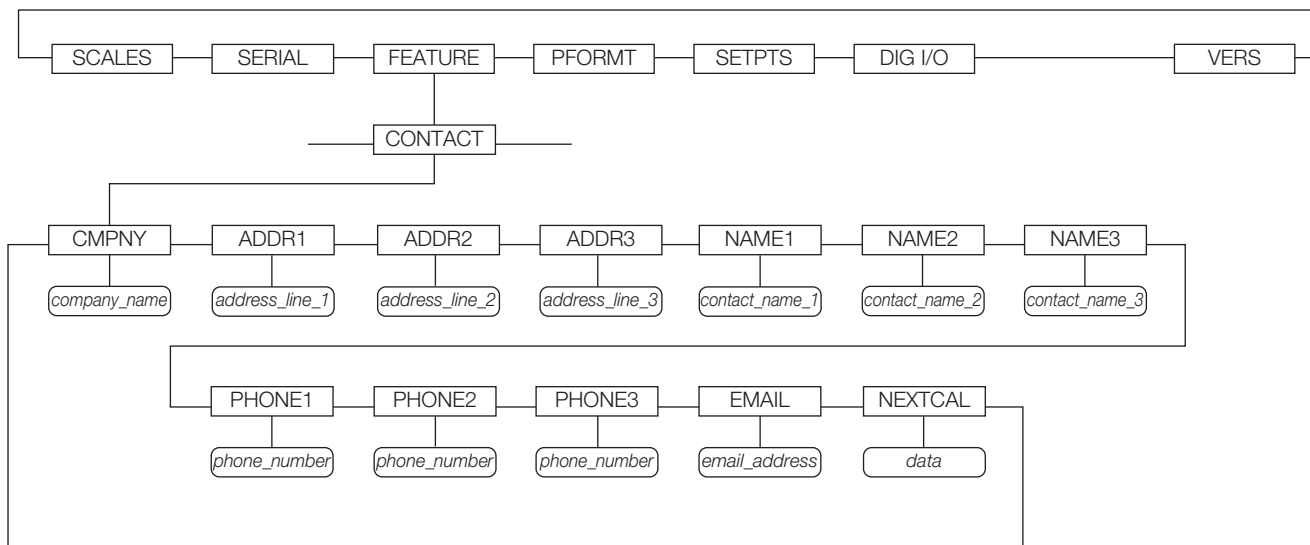 SCALES SERIAL FEATURE PFORMT SETPTS DIG I/O VERS
CONTACT
CMPNY ADDR1 ADDR2 ADDR3 NAME1 NAME2 NAME3
company_name address_line_1 address_line_2 address_line_3 contact_name_1 contact_name_2 contact_name_3
PHONE1 PHONE2 PHONE3 EMAIL NEXTCAL
phone_number phone_number phone_number email_address data